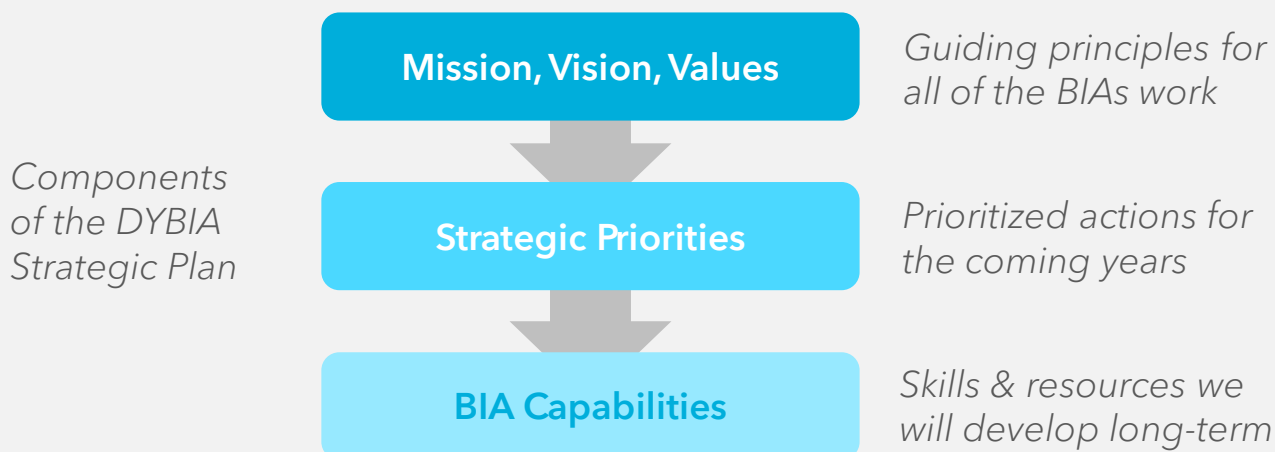 Mission, Vision, Values
Guiding principles for
all of the BIAs work
Components
of the DYBIA
Strategic Plan
Strategic Priorities
Prioritized actions for
the coming years
BIA Capabilities
Skills & resources we
will develop long-term